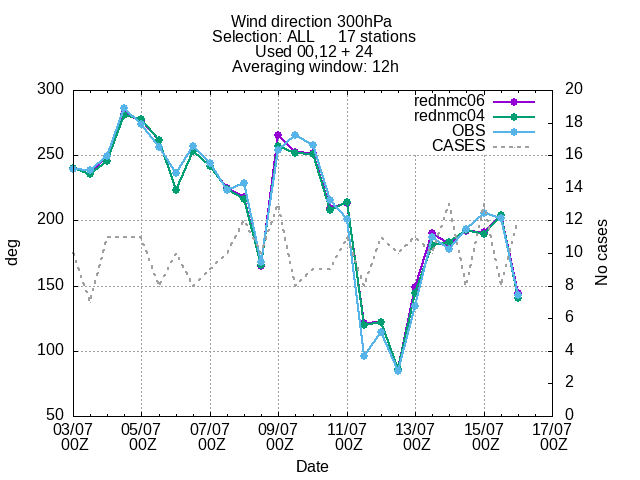 Wind direction 300hPa
Selection: ALL 17 stations
Used 00,12 + 24
Averaging window: 12h
300
250
200
150
100
50
deg
20
18
16
14
12
10
8
6
4
2
0
No cases
rednmc06
rednmc04
OBS
CASES
03/07 05/07 07/07 09/07 11/07 13/07 15/07 17/07
00Z 00Z 00Z 00Z 00Z 00Z 00Z 00Z
Date